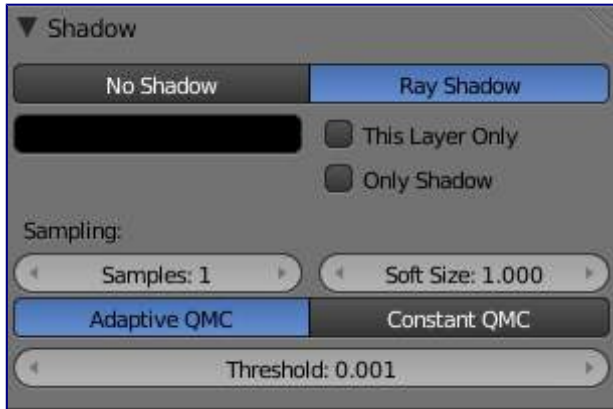 Shadow
No Shadow Ray Shadow
This Layer Only
Only Shadow
Sampling:
Samples: 1 Soft Size: 1.000
Adaptive QMC Constant QMC
Threshold: 0.001